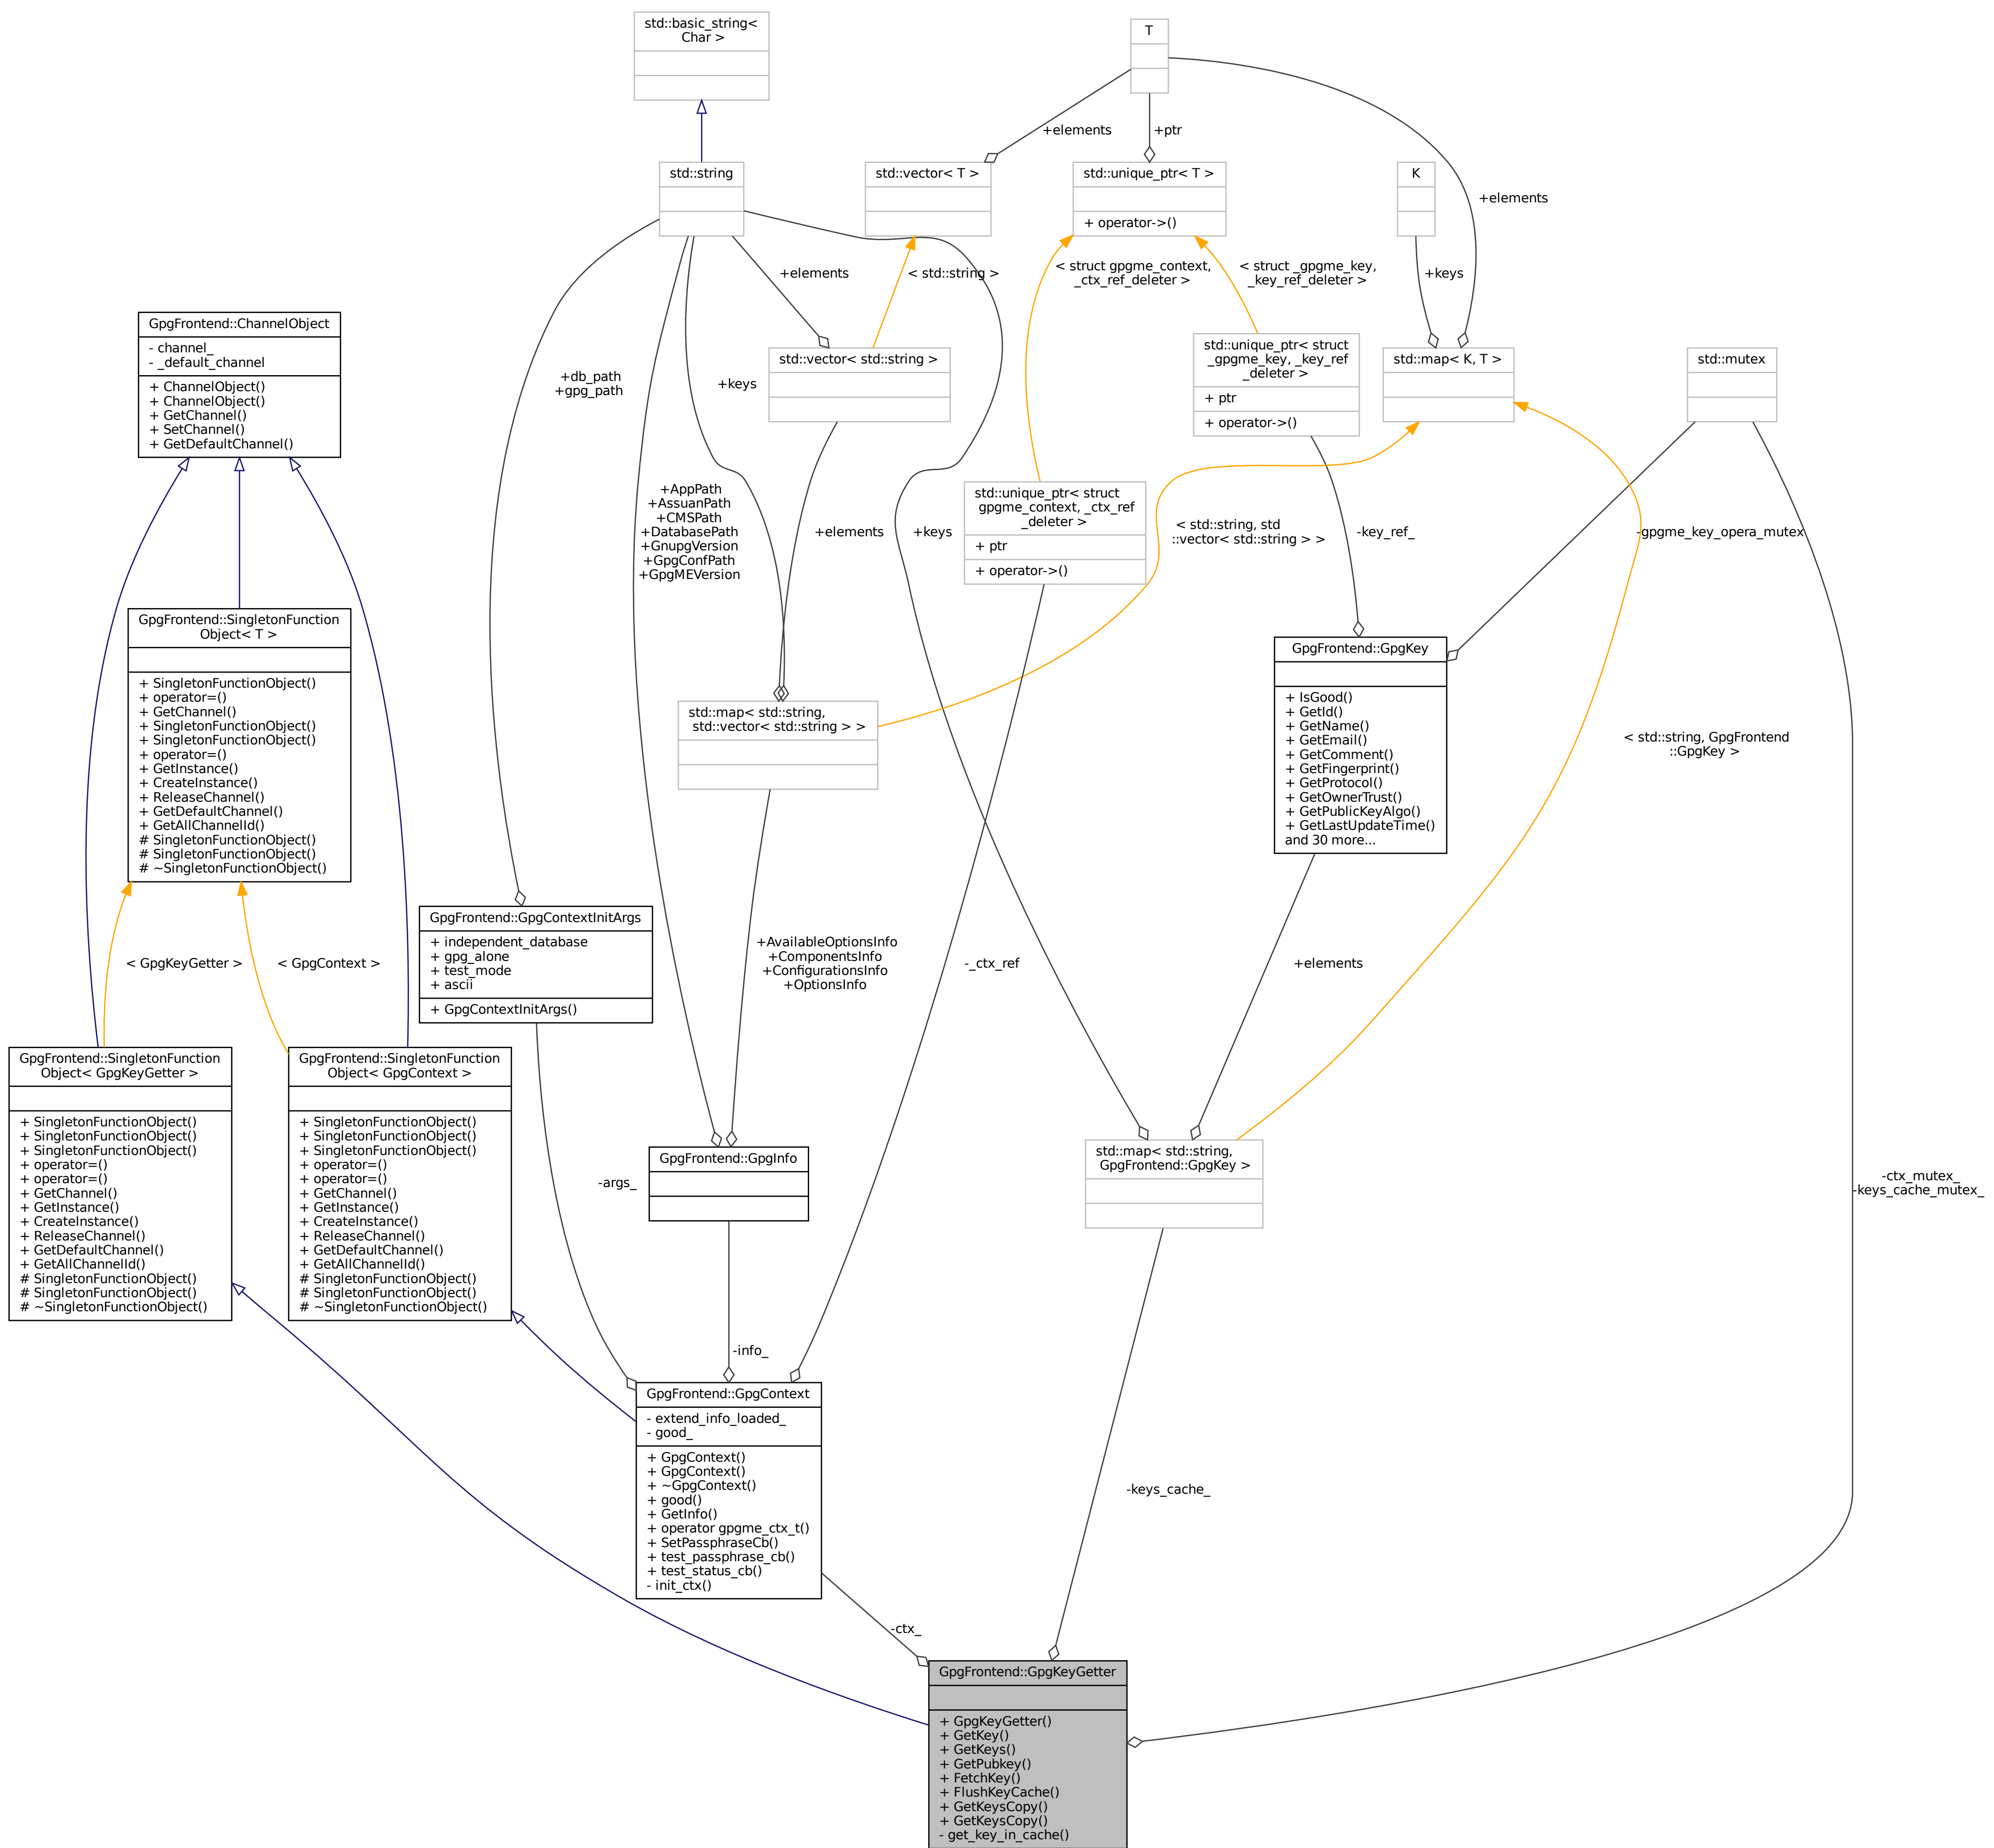 std::basic_string<
Char >
T
+elements
+ptr
+elements
std::string
std::vector< T >
std::unique_ptr< T >
+ operator->()
K
+elements
< std::string >
< struct gpgme_context,
_ctx_ref_deleter >
< struct _gpgme_key,
_key_ref_deleter >
+keys
GpgFrontend::ChannelObject
- channel_
- _default_channel
+ ChannelObject()
+ ChannelObject()
+ GetChannel()
+ SetChannel()
+ GetDefaultChannel()
+db_path
+gpg_path
+keys
std::vector< std::string >
std::unique_ptr< struct
_gpgme_key, _key_ref
_deleter >
+ ptr
+ operator->()
std::map< K, T >
std::mutex
+AppPath
+AssuanPath
+CMSPath
+DatabasePath
+GnupgVersion
+GpgConfPath
+GpgMEVersion
+elements
+keys
std::unique_ptr< struct
gpgme_context, _ctx_ref
_deleter >
+ ptr
+ operator->()
< std::string, std
::vector< std::string > >
-key_ref_
-gpgme_key_opera_mutex
GpgFrontend::SingletonFunction
Object< T >
+ SingletonFunctionObject()
+ operator=()
+ GetChannel()
+ SingletonFunctionObject()
+ SingletonFunctionObject()
+ operator=()
+ GetInstance()
+ CreateInstance()
+ ReleaseChannel()
+ GetDefaultChannel()
+ GetAllChannelId()
# SingletonFunctionObject()
# SingletonFunctionObject()
# ~SingletonFunctionObject()
std::map< std::string,
std::vector< std::string > >
GpgFrontend::GpgKey
+ IsGood()
+ GetId()
+ GetName()
+ GetEmail()
+ GetComment()
+ GetFingerprint()
+ GetProtocol()
+ GetOwnerTrust()
+ GetPublicKeyAlgo()
+ GetLastUpdateTime()
and 30 more...
< std::string, GpgFrontend
::GpgKey >
< GpgKeyGetter >
< GpgContext >
GpgFrontend::GpgContextInitArgs
+ independent_database
+ gpg_alone
+ test_mode
+ ascii
+ GpgContextInitArgs()
+AvailableOptionsInfo
+ComponentsInfo
+ConfigurationsInfo
+OptionsInfo
-_ctx_ref
+elements
GpgFrontend::SingletonFunction
Object< GpgKeyGetter >
+ SingletonFunctionObject()
+ SingletonFunctionObject()
+ SingletonFunctionObject()
+ operator=()
+ operator=()
+ GetChannel()
+ GetInstance()
+ CreateInstance()
+ ReleaseChannel()
+ GetDefaultChannel()
+ GetAllChannelId()
# SingletonFunctionObject()
# SingletonFunctionObject()
# ~SingletonFunctionObject()
GpgFrontend::SingletonFunction
Object< GpgContext >
+ SingletonFunctionObject()
+ SingletonFunctionObject()
+ SingletonFunctionObject()
+ operator=()
+ operator=()
+ GetChannel()
+ GetInstance()
+ CreateInstance()
+ ReleaseChannel()
+ GetDefaultChannel()
+ GetAllChannelId()
# SingletonFunctionObject()
# SingletonFunctionObject()
# ~SingletonFunctionObject()
-args_
GpgFrontend::GpgInfo
std::map< std::string,
GpgFrontend::GpgKey >
-ctx_mutex_
-keys_cache_mutex_
-info_
GpgFrontend::GpgContext
- extend_info_loaded_
- good_
+ GpgContext()
+ GpgContext()
+ ~GpgContext()
+ good()
+ GetInfo()
+ operator gpgme_ctx_t()
+ SetPassphraseCb()
+ test_passphrase_cb()
+ test_status_cb()
- init_ctx()
-keys_cache_
-ctx_
GpgFrontend::GpgKeyGetter
+ GpgKeyGetter()
+ GetKey()
+ GetKeys()
+ GetPubkey()
+ FetchKey()
+ FlushKeyCache()
+ GetKeysCopy()
+ GetKeysCopy()
- get_key_in_cache()